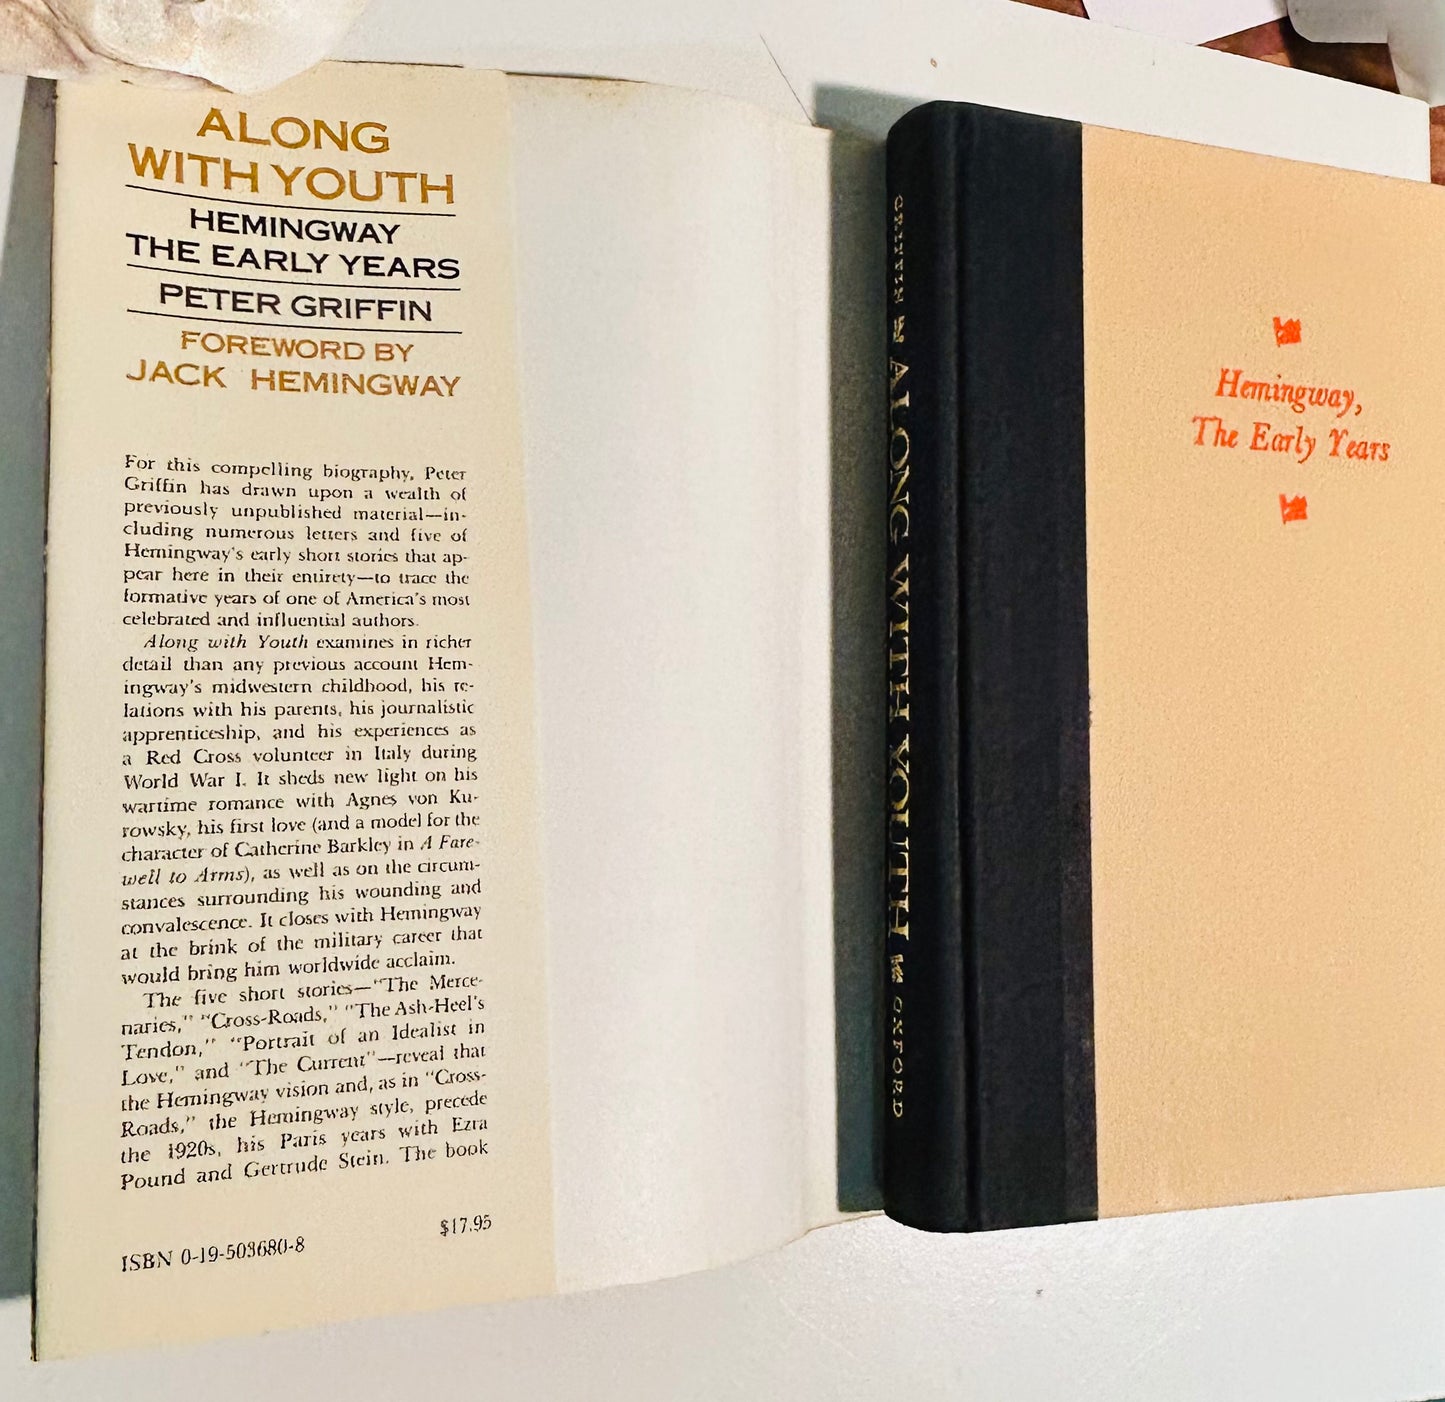 ALONG
WITH YOUTH
HEMINGWAY
THE EARLY YEARS
PETER GRIFFIN
FOREWORD BY
JACK HEMINGWAY
For this compelling biography, Peter
Griffin has drawn upon a wealth of
previously unpublished material—in-
cluding numerous letters and five of
Hemingway's early short stories that ap-
pear here in their entirety—to trace the
formative years of one of America's most
celebrated and influential authors.
Along with Youth examines in richer
detail than any previous account Hem-
ingway's midwestern childhood, his re-
lations with his parents, his journalistic
apprenticeship, and his experiences as
a Red Cross volunteer in Italy during
World War I. It sheds new light on his
wartime romance with Agnes von Ku-
rowsky, his first love (and a model for the
character of Catherine Barkley in A Fare-
well to Arms), as well as on the circum-
stances surrounding his wounding and
convalescence. It closes with Hemingway
at the brink of the military career that
would bring him worldwide acclaim.
The five short stories—"The Merce-
naries," "Cross-Roads," "The Ash-Heel's
Tendon," "Portrait of an Idealist in
Love," and "The Current"—reveal that
the Hemingway vision and, as in "Cross-
Roads," the Hemingway style, precede
the 1920s, his Paris years with Ezra
Pound and Gertrude Stein. The book
$17.95
ISBN 0-19-503680-8
GRIFFIN ALONG WITH YOUTH OXFORD
Hemingway,
The Early Years